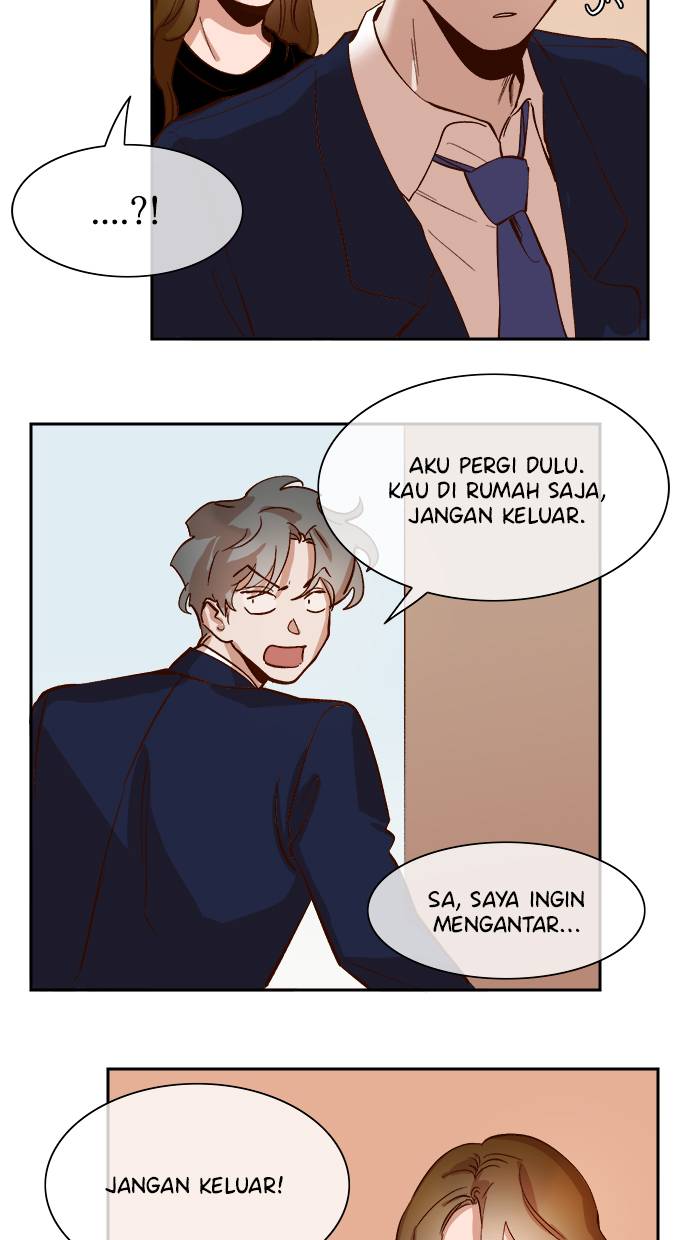 ....?!
AKU PERGI DULU.
KAU DI RUMAH SAJA,
JANGAN KELUAR.
SA, SAYA INGIN
MENGANTAR...
JANGAN KELUAR!